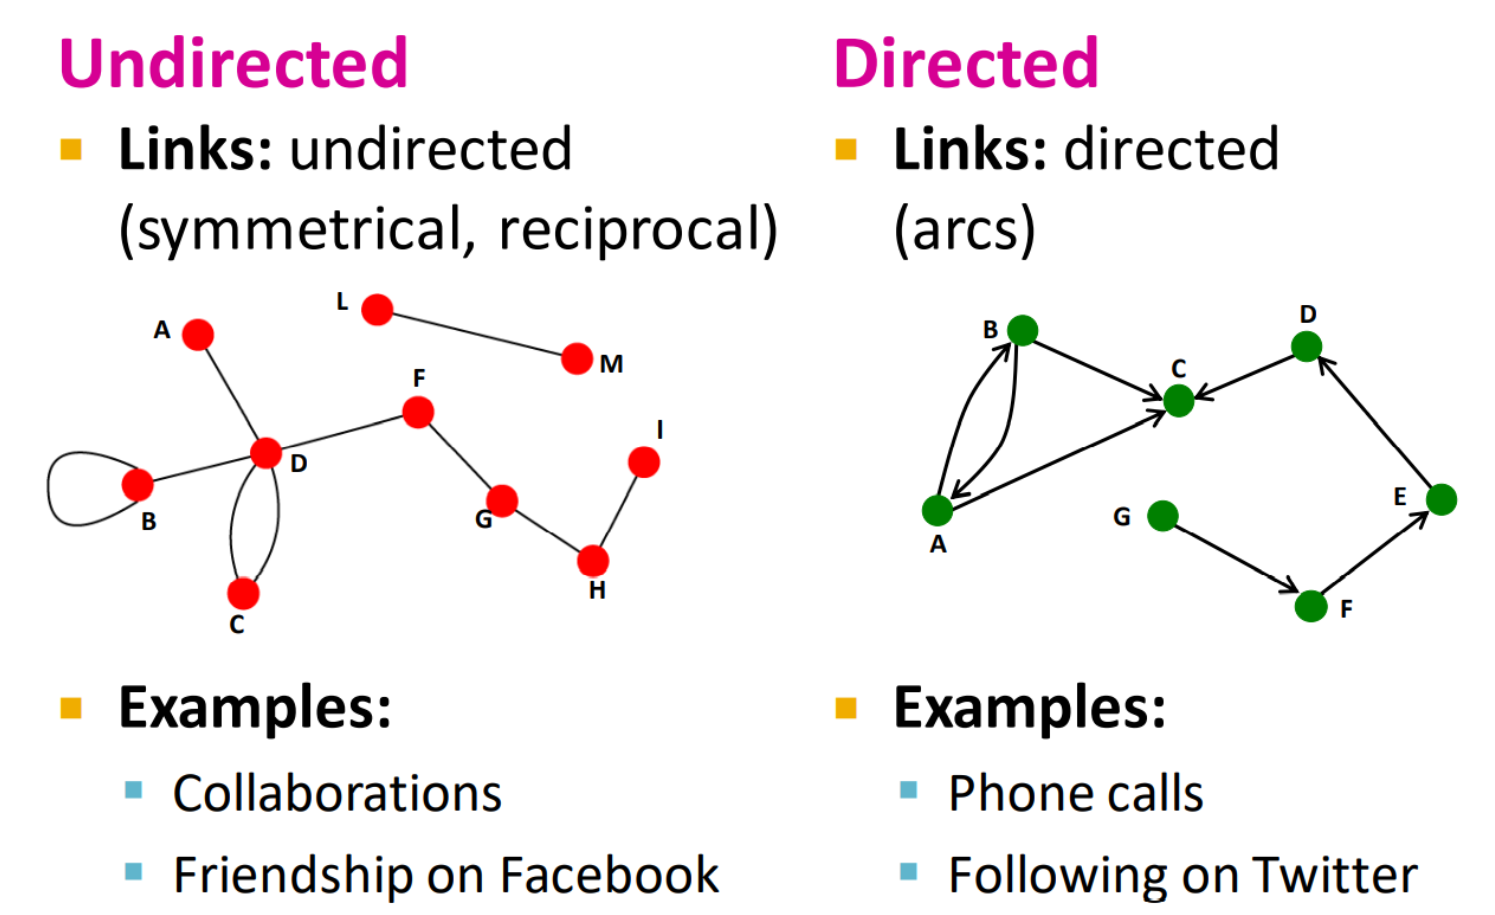 Undirected
Links: undirected
(symmetrical, reciprocal)
A
L
M
F
I
D
B
G
H
C
Examples:
Collaborations
Friendship on Facebook
Directed
Links: directed
(arcs)
B
D
C
A
G
E
F
Examples:
Phone calls
Following on Twitter